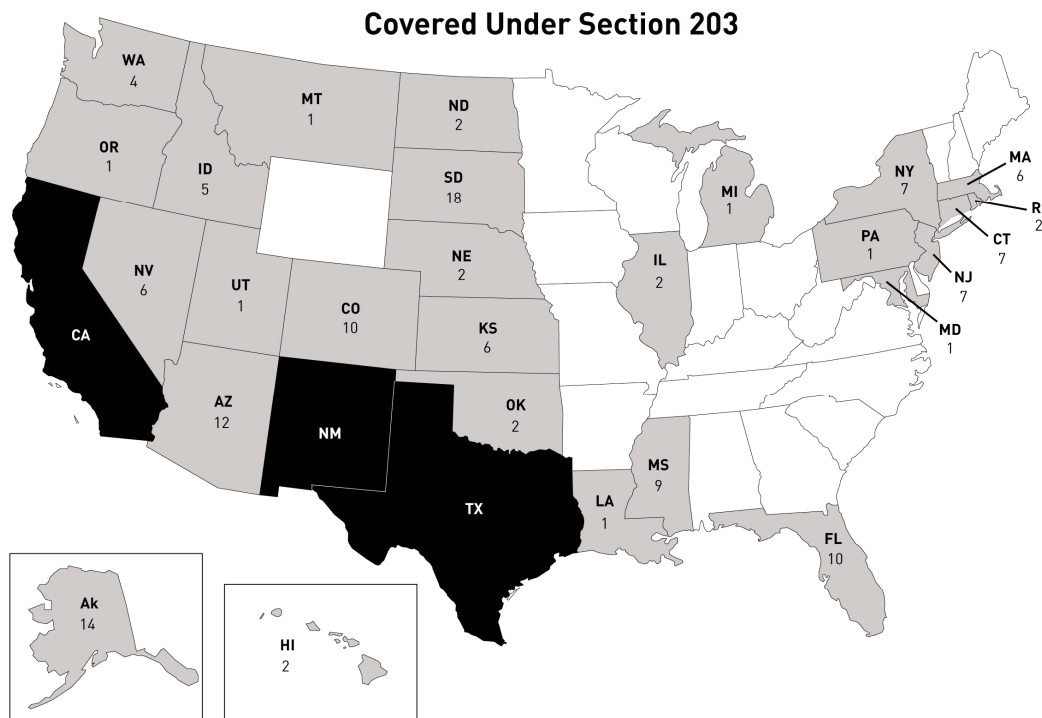 Covered Under Section 203
WA
4
MT
1
ND
2
OR
1
ID
5
SD
18
MI
1
NY
7
MA
6
R
2
CT
7
NJ
7
PA
1
MD
1
NE
2
IL
2
NV
6
UT
1
CO
10
KS
6
CA
AZ
12
NM
OK
2
TX
MS
9
LA
1
FL
10
Ak
14
HI
2